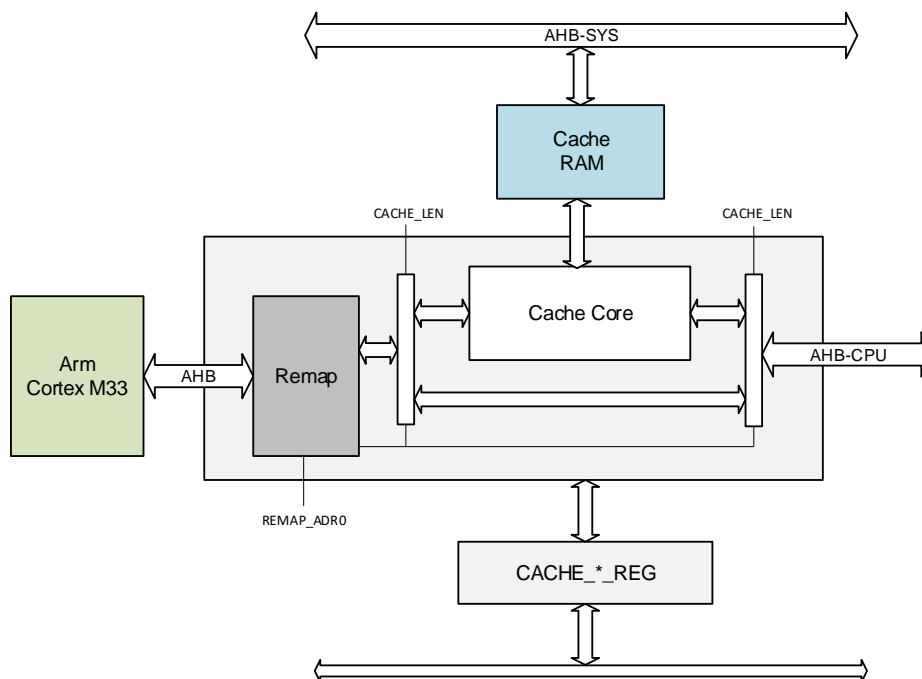 AHB-SYS
Cache
RAM
CACHE_LEN
CACHE_LEN
Cache Core
Arm
Cortex M33
AHB
Remap
AHB-CPU
REMAP_ADR0
CACHE_*_REG